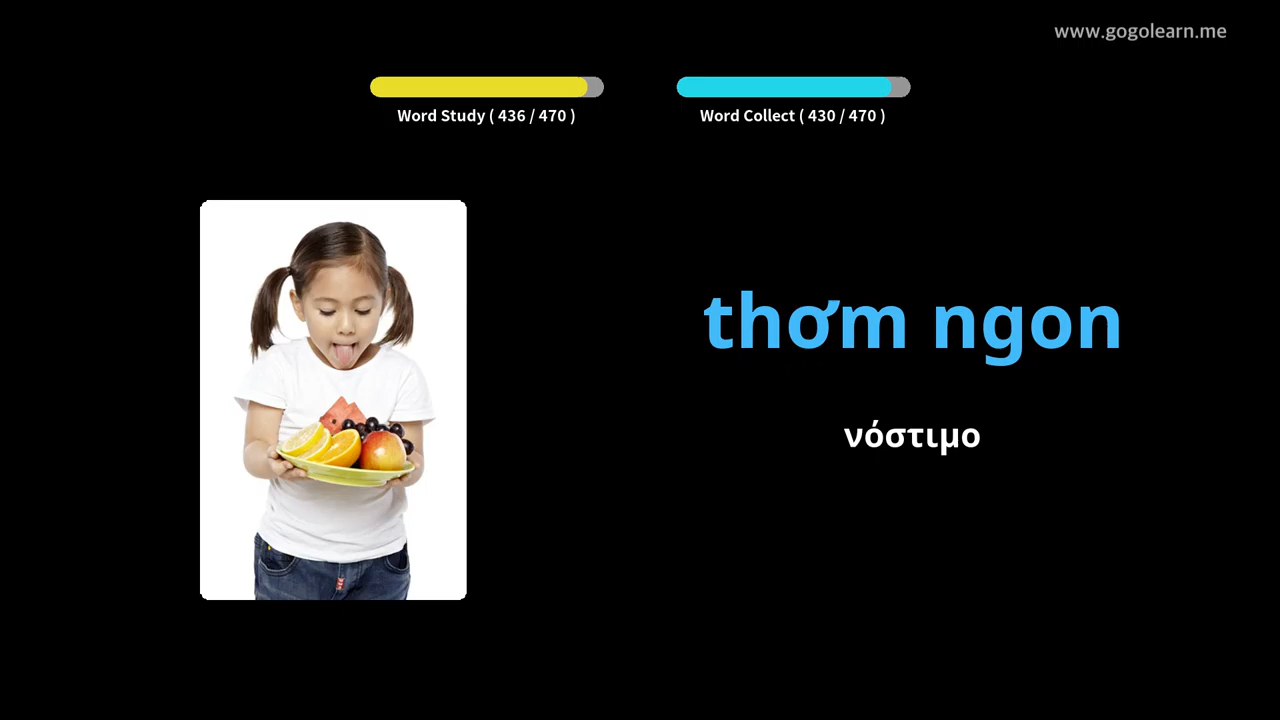 www.gogolearn.me
Word Study ( 436 / 470 )
Word Collect ( 430 / 470 )
thơm ngon
νόστιμο